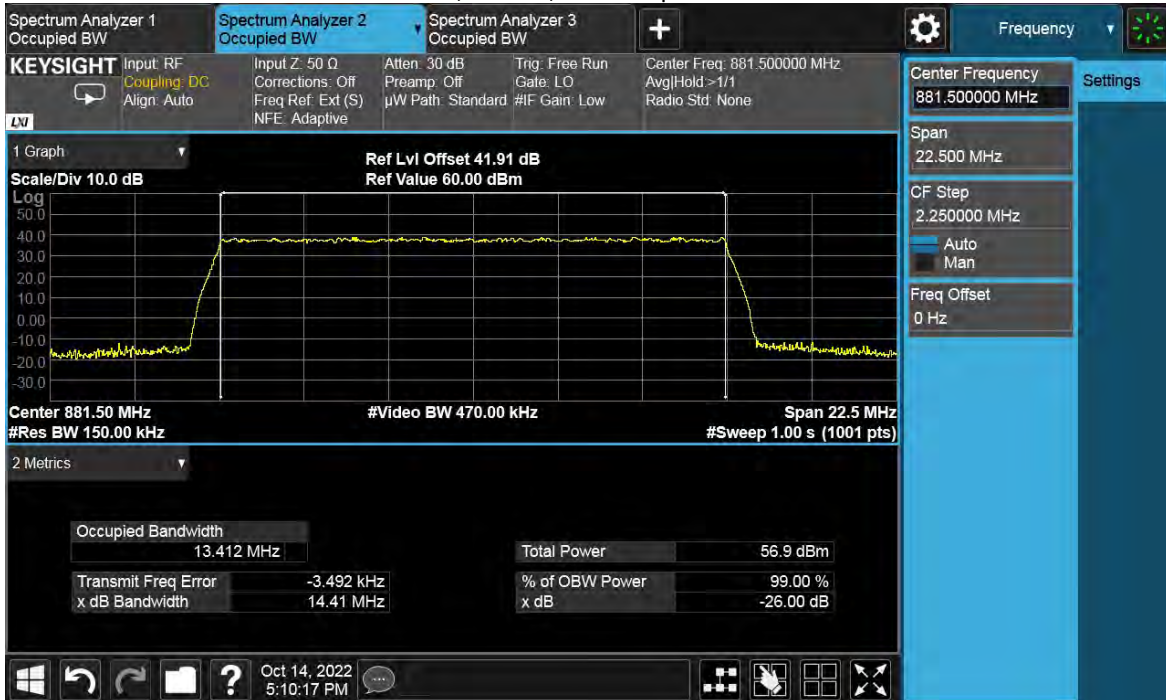 Spectrum Analyzer 1
Occupied BW
Spectrum Analyzer 2
Occupied BW
Spectrum Analyzer 3
Occupied BW
+
Frequency
KEYSIGHT
LXI
Input: RF
Coupling: DC
Align: Auto
Input Z: 50 Ω
Corrections: Off
Freq Ref: Ext (S)
NFE: Adaptive
Atten: 30 dB
Preamp: Off
µW Path: Standard
Trig: Free Run
Gate: LO
#IF Gain: Low
Center Freq: 881.500000 MHz
Avg|Hold:>1/1
Radio Std: None
Center Frequency
881.500000 MHz
Settings
Span
22.500 MHz
CF Step
2.250000 MHz
Auto
Man
Freq Offset
0 Hz
1 Graph
Scale/Div 10.0 dB
Ref Lvl Offset 41.91 dB
Ref Value 60.00 dBm
Log
50.0
40.0
30.0
20.0
10.0
0.00
-10.0
-20.0
-30.0
Center 881.50 MHz
#Res BW 150.00 kHz
#Video BW 470.00 kHz
Span 22.5 MHz
#Sweep 1.00 s (1001 pts)
2 Metrics
Occupied Bandwidth
13.412 MHz
Total Power 56.9 dBm
Transmit Freq Error -3.492 kHz
% of OBW Power 99.00 %
x dB Bandwidth 14.41 MHz
x dB -26.00 dB
?
Oct 14, 2022
5:10:17 PM